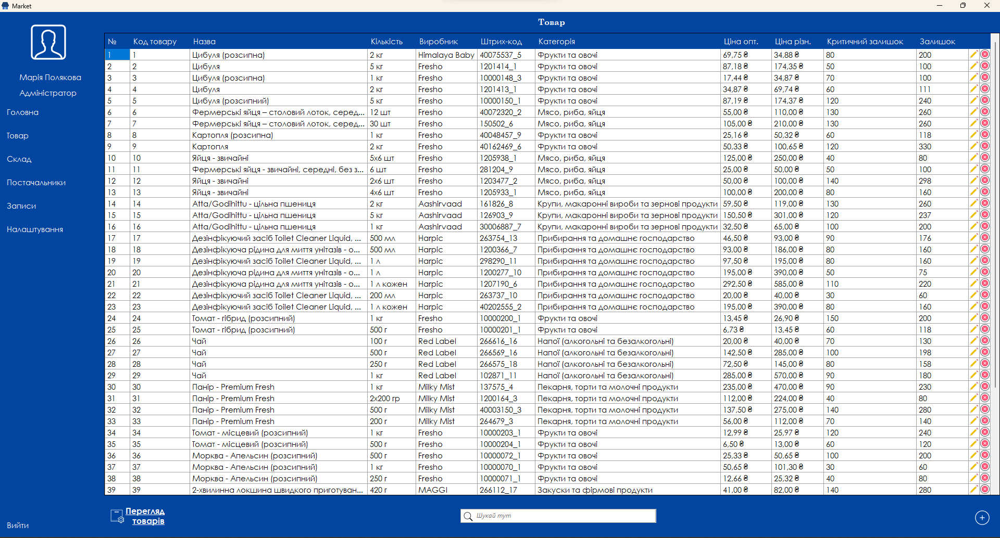 Market
Товар
Марія Полякова
Адміністратор
Головна
Товар
Склад
Постачальники
Записи
Налаштування
Вийти
№ Код товару Назва Кількість Виробник Штрих-код Категорія Ціна опт. Ціна різн. Критичний залишок Залишок
1 1 Цибуля (розсипна) 2 кг Himalaya Baby 40075537_5 Фрукти та овочі 69,75 ₴ 34,88 ₴ 80 200
2 2 Цибуля 5 кг Fresho 1201414_1 Фрукти та овочі 87,18 ₴ 174,35 ₴ 50 100
3 3 Цибуля (розсипна) 1 кг Fresho 10000148_3 Фрукти та овочі 17,44 ₴ 34,87 ₴ 70 100
4 4 Цибуля 2 кг Fresho 1201413_1 Фрукти та овочі 34,87 ₴ 69,74 ₴ 60 111
5 5 Цибуля (розсипний) 5 кг Fresho 10000150_1 Фрукти та овочі 87,19 ₴ 174,37 ₴ 120 240
6 6 Фермерські яйця – столовий лоток, серед... 12 шт Fresho 40072320_2 Мясо, риба, яйця 55,00 ₴ 110,00 ₴ 130 260
7 7 Фермерські яйця – столовий лоток, серед... 30 шт Fresho 150502_6 Мясо, риба, яйця 105,00 ₴ 210,00 ₴ 130 260
8 8 Картопля (розсипна) 1 кг Fresho 40048457_9 Фрукти та овочі 25,16 ₴ 50,32 ₴ 60 118
9 9 Картопля 2 кг Fresho 40162469_6 Фрукти та овочі 50,33 ₴ 100,65 ₴ 120 330
10 10 Яйця - звичайні 5x6 шт Fresho 1205938_1 Мясо, риба, яйця 125,00 ₴ 250,00 ₴ 40 80
11 11 Фермерські яйця - звичайні, середні, без з... 6 шт Fresho 281204_9 Мясо, риба, яйця 25,00 ₴ 50,00 ₴ 50 100
12 12 Яйця - звичайні 2x6 шт Fresho 1203477_2 Мясо, риба, яйця 50,00 ₴ 100,00 ₴ 140 298
13 13 Яйця - звичайні 4x6 шт Fresho 1205933_1 Мясо, риба, яйця 100,00 ₴ 200,00 ₴ 80 160
14 14 Atta/Godihittu - цільна пшениця 2 кг Aashirvaad 161826_8 Крупи, макаронні вироби та зернові продукти 59,50 ₴ 119,00 ₴ 130 260
15 15 Atta/Godihittu - цільна пшениця 5 кг Aashirvaad 126903_9 Крупи, макаронні вироби та зернові продукти 150,50 ₴ 301,00 ₴ 120 237
16 16 Atta/Godihittu - цільна пшениця 1 кг Aashirvaad 30006887_7 Крупи, макаронні вироби та зернові продукти 32,50 ₴ 65,00 ₴ 100 200
17 17 Дезінфікуючий засіб Toilet Cleaner Liquid, ... 500 мл Harpic 263754_13 Прибирання та домашнє господарство 46,50 ₴ 93,00 ₴ 90 176
18 18 Дезінфікуюча рідина для миття унітазів - о... 500 мл Harpic 1200366_7 Прибирання та домашнє господарство 93,00 ₴ 186,00 ₴ 80 160
19 19 Дезінфікуючий засіб Toilet Cleaner Liquid, ... 1 л Harpic 298290_11 Прибирання та домашнє господарство 97,50 ₴ 195,00 ₴ 80 160
20 20 Дезінфікуюча рідина для миття унітазів - о... 1 л Harpic 1200277_10 Прибирання та домашнє господарство 195,00 ₴ 390,00 ₴ 50 75
21 21 Дезінфікуюча рідина для миття унітазів - о... 1 л кожен Harpic 1207190_6 Прибирання та домашнє господарство 292,50 ₴ 585,00 ₴ 110 220
22 22 Дезінфікуючий засіб Toilet Cleaner Liquid, ... 200 мл Harpic 263737_10 Прибирання та домашнє господарство 20,00 ₴ 40,00 ₴ 30 60
23 23 Дезінфікуючий засіб Toilet Cleaner Liquid, ... 1 л кожен Harpic 40202555_2 Прибирання та домашнє господарство 195,00 ₴ 390,00 ₴ 80 160
24 24 Томат - гібрид (розсипний) 1 кг Fresho 10000200_1 Фрукти та овочі 13,45 ₴ 26,90 ₴ 150 200
25 25 Томат - гібрид (розсипний) 500 г Fresho 10000201_1 Фрукти та овочі 6,73 ₴ 13,45 ₴ 60 118
26 26 Чай 100 г Red Label 266616_16 Напої (алкогольні та безалкогольні) 20,00 ₴ 40,00 ₴ 70 130
27 27 Чай 500 г Red Label 266569_16 Напої (алкогольні та безалкогольні) 142,50 ₴ 285,00 ₴ 100 198
28 28 Чай 250 г Red Label 266575_18 Напої (алкогольні та безалкогольні) 72,50 ₴ 145,00 ₴ 80 158
29 29 Чай 1 кг Red Label 102871_11 Напої (алкогольні та безалкогольні) 285,00 ₴ 570,00 ₴ 90 180
30 30 Панір - Premium Fresh 1 кг Milky Mist 137575_4 Пекарня, торти та молочні продукти 235,00 ₴ 470,00 ₴ 90 230
31 31 Панір - Premium Fresh 2x200 гр Milky Mist 1200164_3 Пекарня, торти та молочні продукти 112,00 ₴ 224,00 ₴ 40 80
32 32 Панір - Premium Fresh 500 г Milky Mist 40003150_3 Пекарня, торти та молочні продукти 137,50 ₴ 275,00 ₴ 140 280
33 33 Панір - Premium Fresh 200 г Milky Mist 264679_3 Пекарня, торти та молочні продукти 56,00 ₴ 112,00 ₴ 70 140
34 34 Томат - місцевий (розсипний) 1 кг Fresho 10000203_1 Фрукти та овочі 12,99 ₴ 25,97 ₴ 120 240
35 35 Томат - місцевий (розсипний) 500 г Fresho 10000204_1 Фрукти та овочі 6,50 ₴ 13,00 ₴ 60 120
36 36 Морква - Апельсин (розсипний) 500 г Fresho 10000072_1 Фрукти та овочі 25,33 ₴ 50,65 ₴ 100 200
37 37 Морква - Апельсин (розсипний) 1 кг Fresho 10000070_1 Фрукти та овочі 50,65 ₴ 101,30 ₴ 30 60
38 38 Морква - Апельсин (розсипний) 250 г Fresho 10000071_1 Фрукти та овочі 12,66 ₴ 25,32 ₴ 40 80
39 39 2-хвилинна локшина швидкого приготуван... 420 г MAGGI 266112_17 Закуски та фірмові продукти 41,00 ₴ 82,00 ₴ 140 280
Перегляд
товарів
Шукай тут